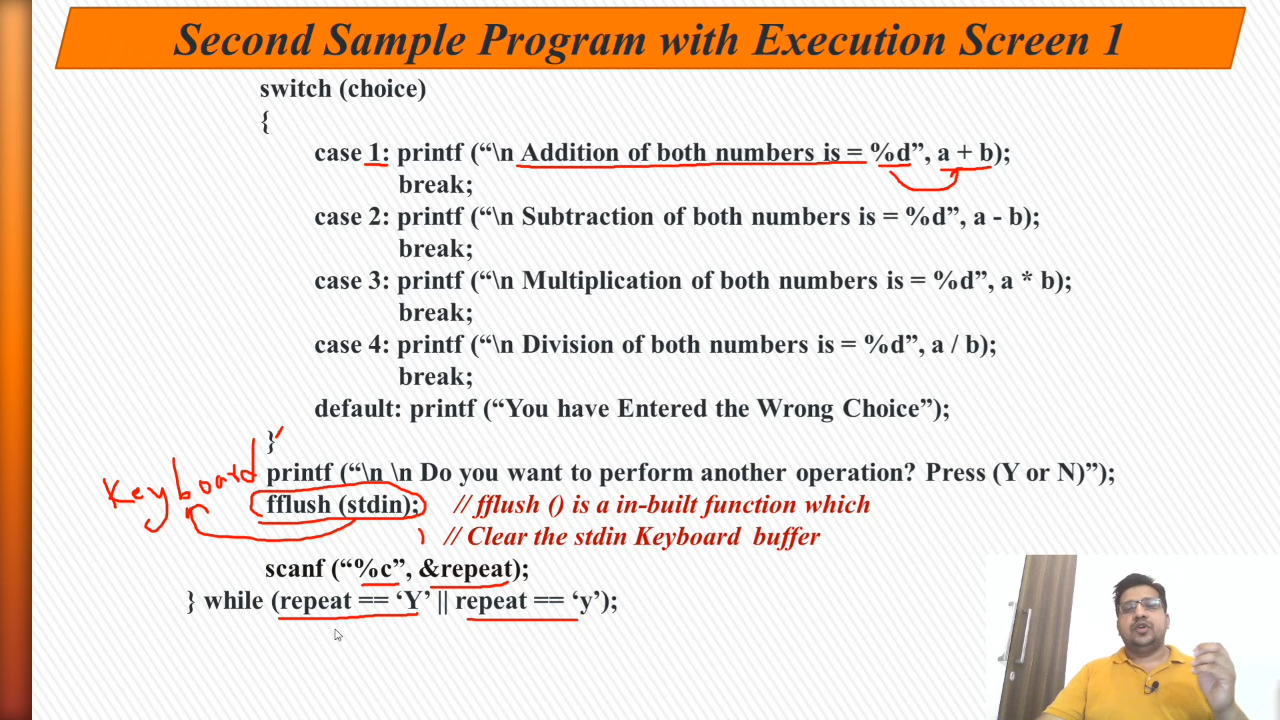 Second Sample Program with Execution Screen 1
switch (choice)
{
case 1: printf (“\n Addition of both numbers is = %d”, a + b);
break;
case 2: printf (“\n Subtraction of both numbers is = %d”, a - b);
break;
case 3: printf (“\n Multiplication of both numbers is = %d”, a * b);
break;
case 4: printf (“\n Division of both numbers is = %d”, a / b);
break;
default: printf (“You have Entered the Wrong Choice”);
}
printf (“\n \n Do you want to perform another operation? Press (Y or N)”);
Keyboard
fflush (stdin); // fflush () is a in-built function which
// Clear the stdin Keyboard buffer
scanf (“%c”, &repeat);
} while (repeat == ‘Y’ || repeat == ‘y’);